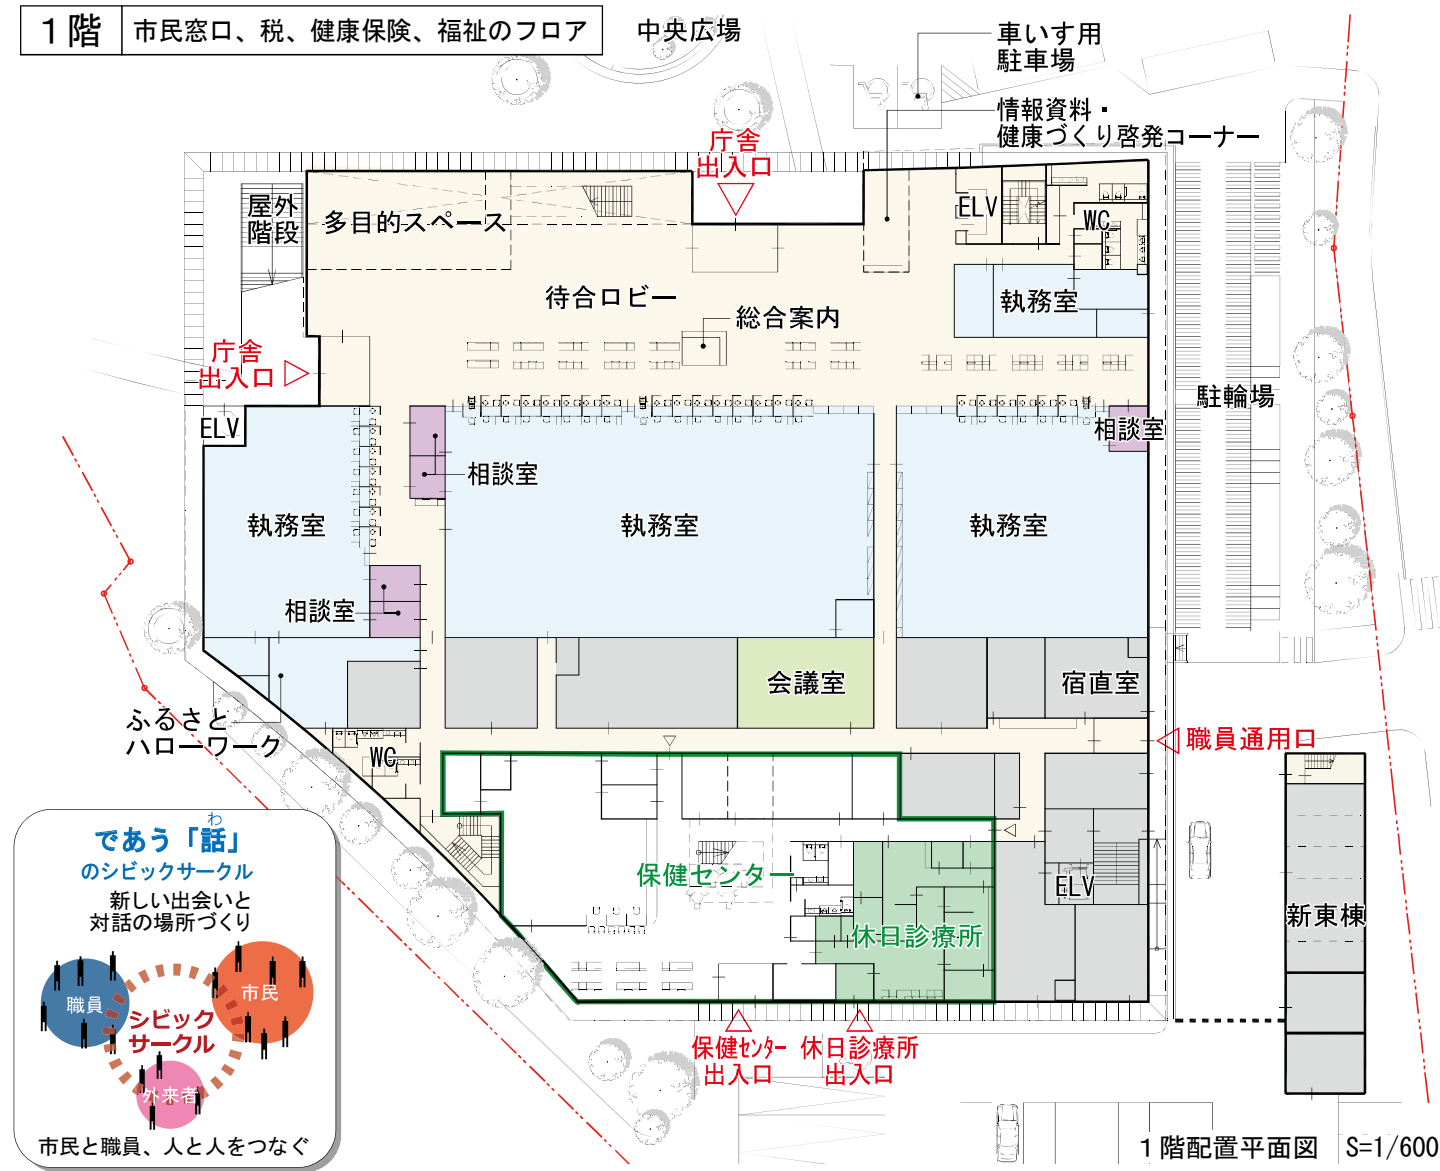 1階
市民窓口、税、健康保険、福祉のフロア
中央広場
車いす用
駐車場
情報資料・
健康づくり啓発コーナー
庁舎
出入口
屋外
階段
多目的スペース
ELV
WC
待合ロビー
執務室
総合案内
庁舎
出入口
駐輪場
ELV
相談室
相談室
執務室
執務室
執務室
相談室
会議室
宿直室
ふるさと
ハローワーク
WC
職員通用口
保健センター
ELV
休日診療所
新東棟
保健センター
出入口
休日診療所
出入口
わ
であう「話」
のシビックサークル
新しい出会いと
対話の場所づくり
職員
市民
シビック
サークル
外来者
市民と職員、人と人をつなぐ
1階配置平面図 S=1/600